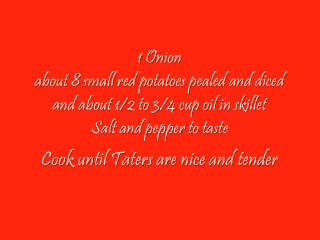 1 Onion
about 8 small red potatoes pealed and diced
and about 1/2 to 3/4 cup oil in skillet
Salt and pepper to taste
Cook until Taters are nice and tender